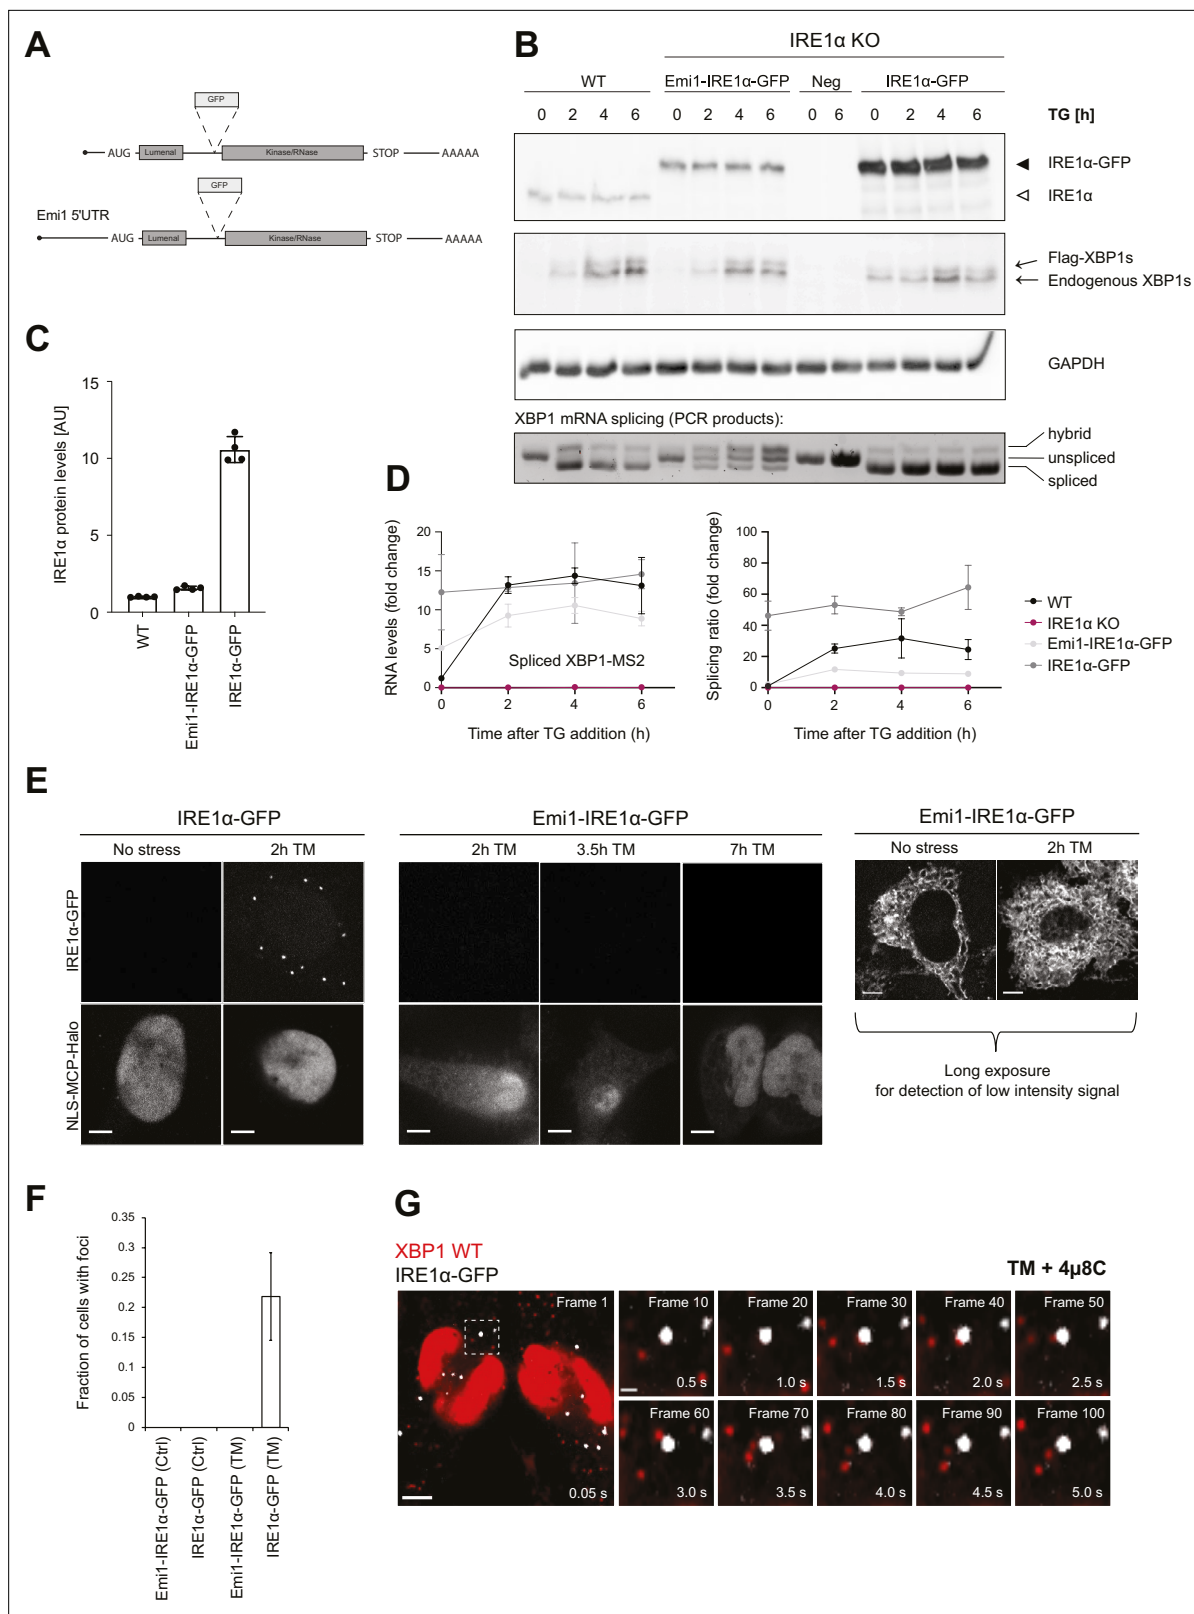 A
GFP
AUG
Lumenal
Kinase/RNase
STOP
AAAAA
GFP
Emi1 5'UTR
AUG
Lumenal
Kinase/RNase
STOP
AAAAA
B
IRE1α KO
WT
Emi1-IRE1α-GFP
Neg
IRE1α-GFP
0 2 4 6 0 2 4 6 0 6 0 2 4 6 TG [h]
IRE1α-GFP
IRE1α
Flag-XBP1s
Endogenous XBP1s
GAPDH
XBP1 mRNA splicing (PCR products):
hybrid
unspliced
spliced
C
IRE1α protein levels [AU]
15
10
5
0
WT
Emi1-IRE1α-GFP
IRE1α-GFP
D
RNA levels (fold change)
20
15
10
5
0
Spliced XBP1-MS2
0 2 4 6
Time after TG addition (h)
Splicing ratio (fold change)
100
80
60
40
20
0
0 2 4 6
Time after TG addition (h)
WT
IRE1α KO
Emi1-IRE1α-GFP
IRE1α-GFP
E
IRE1α-GFP
No stress
2h TM
Emi1-IRE1α-GFP
2h TM
3.5h TM
7h TM
Emi1-IRE1α-GFP
No stress
2h TM
IRE1α-GFP
NLS-MCP-Halo
Long exposure
for detection of low intensity signal
F
Fraction of cells with foci
0.35
0.3
0.25
0.2
0.15
0.1
0.05
0
Emi1-IRE1α-GFP (Ctrl)
IRE1α-GFP (Ctrl)
Emi1-IRE1α-GFP (TM)
IRE1α-GFP (TM)
G
XBP1 WT
IRE1α-GFP
TM + 4μ8C
Frame 1
0.05 s
Frame 10
0.5 s
Frame 20
1.0 s
Frame 30
1.5 s
Frame 40
2.0 s
Frame 50
2.5 s
Frame 60
3.0 s
Frame 70
3.5 s
Frame 80
4.0 s
Frame 90
4.5 s
Frame 100
5.0 s